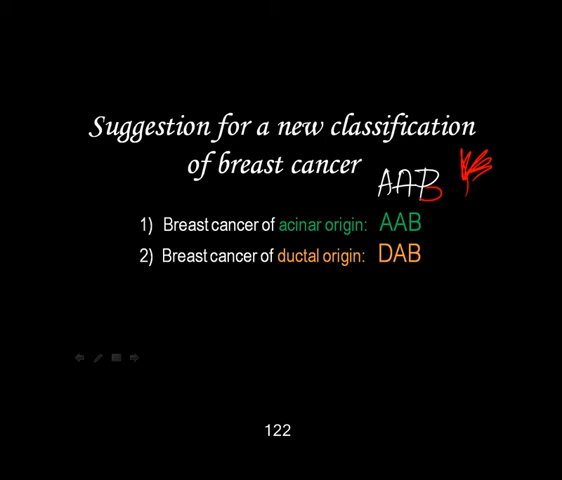 Suggestion for a new classification
of breast cancer
AAB
1) Breast cancer of acinar origin: AAB
2) Breast cancer of ductal origin: DAB
122